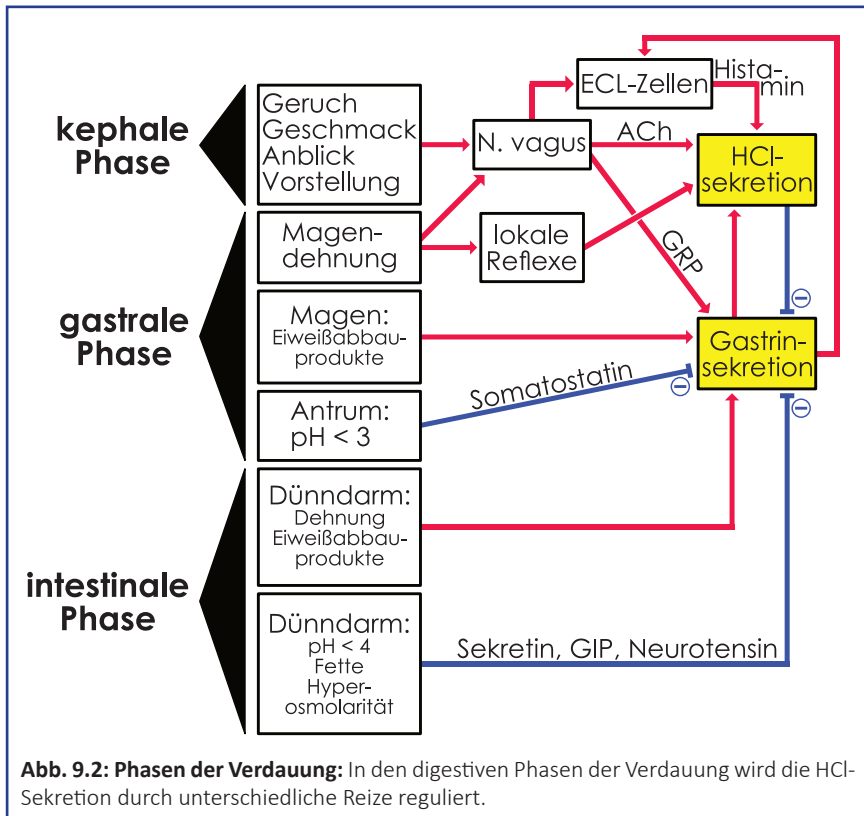 kephale
Phase
Geruch
Geschmack
Anblick
Vorstellung
N. vagus
ECL-Zellen
Hista-
min
ACh
HCl-
sekretion
gastrale
Phase
Magen-
dehnung
lokale
Reflexe
GRP
Magen:
Eiweißabbau-
produkte
Gastrin-
sekretion
Antrum:
pH < 3
Somatostatin
intestinale
Phase
Dünndarm:
Dehnung
Eiweißabbau-
produkte
Dünndarm:
pH < 4
Fette
Hyper-
osmolarität
Sekretin, GIP, Neurotensin
Abb. 9.2: Phasen der Verdauung: In den digestiven Phasen der Verdauung wird die HCl-
Sekretion durch unterschiedliche Reize reguliert.